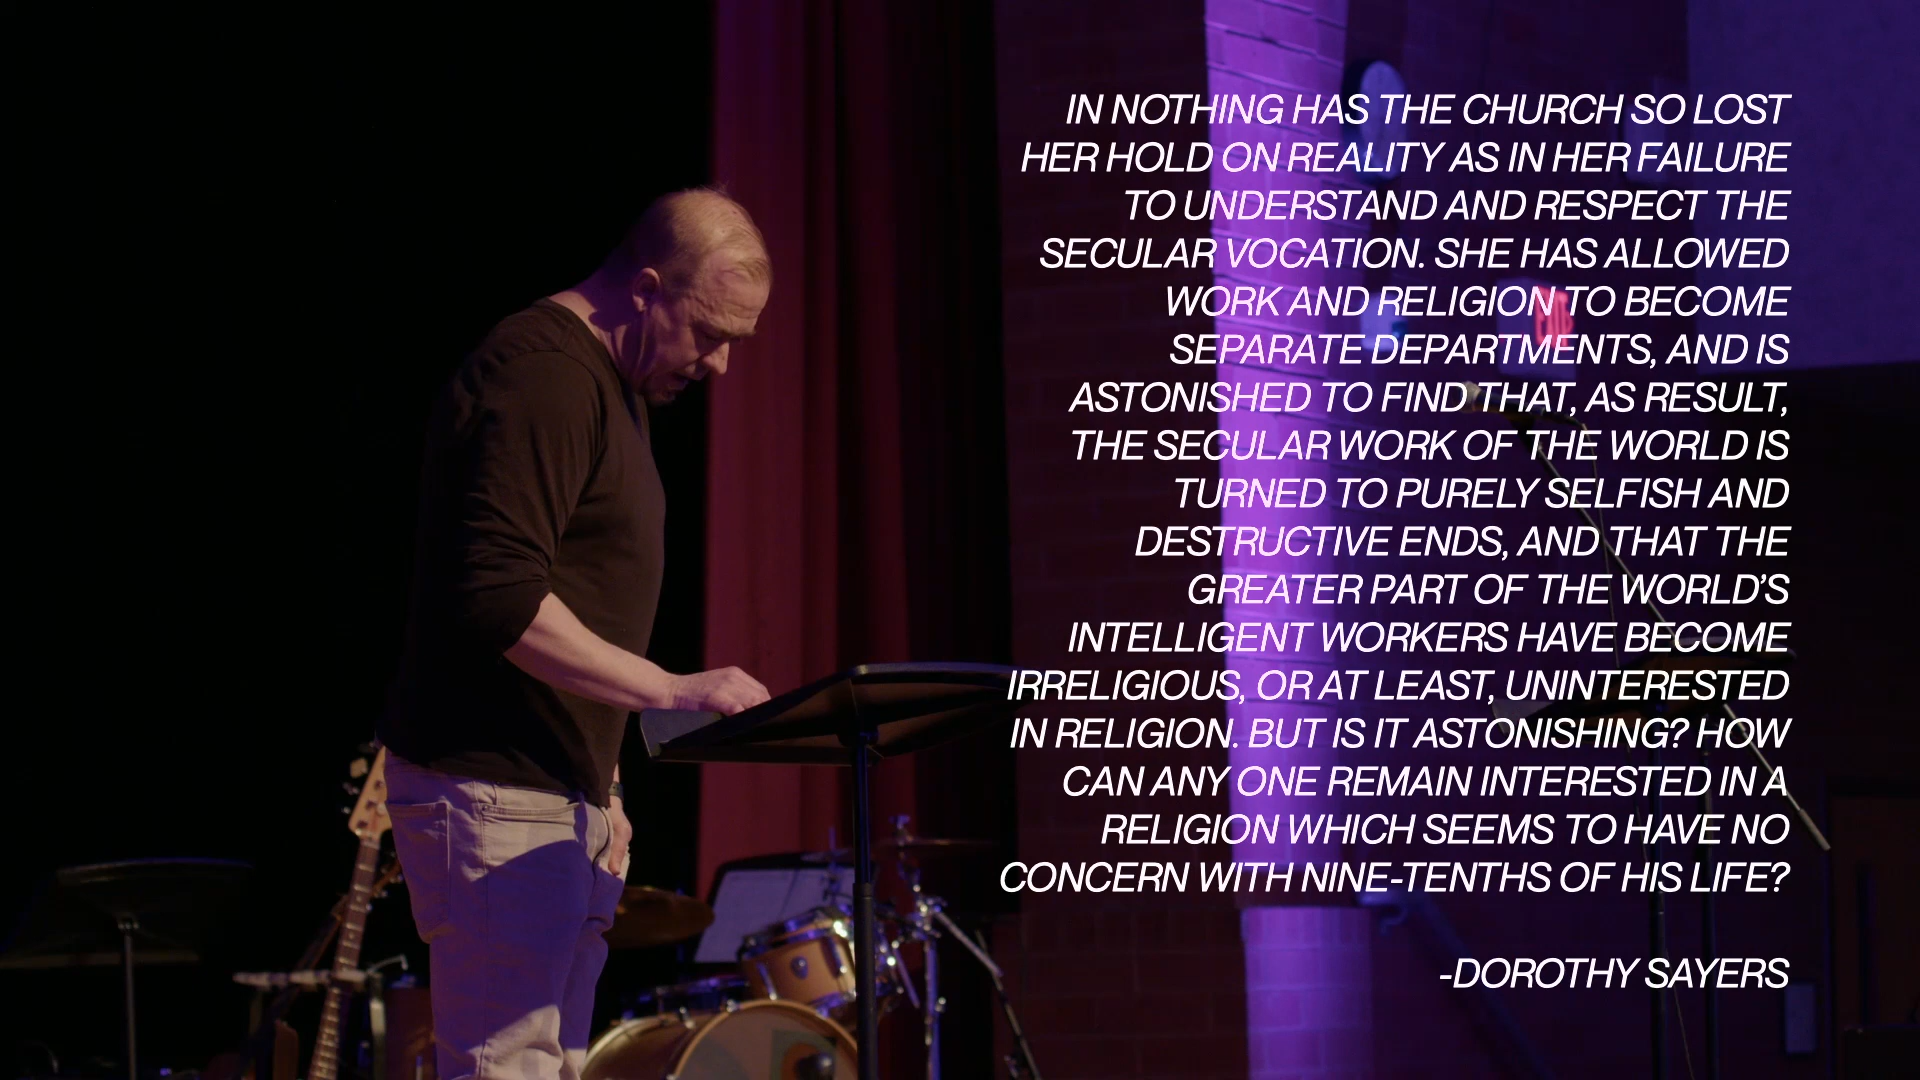 IN NOTHING HAS THE CHURCH SO LOST
HER HOLD ON REALITY AS IN HER FAILURE
TO UNDERSTAND AND RESPECT THE
SECULAR VOCATION. SHE HAS ALLOWED
WORK AND RELIGION TO BECOME
SEPARATE DEPARTMENTS, AND IS
ASTONISHED TO FIND THAT, AS RESULT,
THE SECULAR WORK OF THE WORLD IS
TURNED TO PURELY SELFISH AND
DESTRUCTIVE ENDS, AND THAT THE
GREATER PART OF THE WORLD’S
INTELLIGENT WORKERS HAVE BECOME
IRRELIGIOUS, OR AT LEAST, UNINTERESTED
IN RELIGION. BUT IS IT ASTONISHING? HOW
CAN ANY ONE REMAIN INTERESTED IN A
RELIGION WHICH SEEMS TO HAVE NO
CONCERN WITH NINE-TENTHS OF HIS LIFE?
-DOROTHY SAYERS